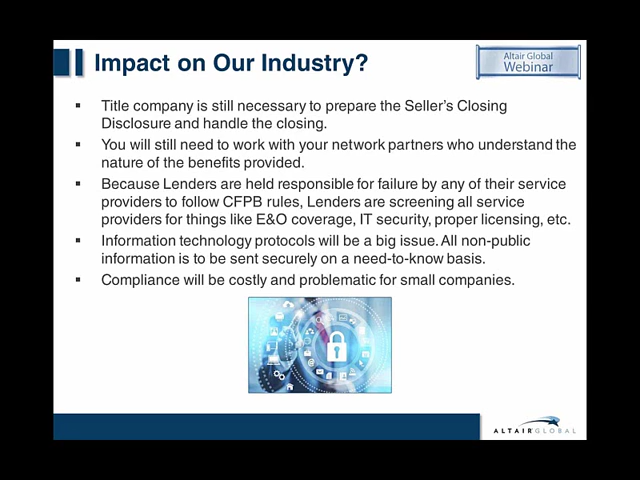 Impact on Our Industry?
Altair Global
Webinar
▪ Title company is still necessary to prepare the Seller's Closing
Disclosure and handle the closing.
▪ You will still need to work with your network partners who understand the
nature of the benefits provided.
▪ Because Lenders are held responsible for failure by any of their service
providers to follow CFPB rules, Lenders are screening all service
providers for things like E&O coverage, IT security, proper licensing, etc.
▪ Information technology protocols will be a big issue. All non-public
information is to be sent securely on a need-to-know basis.
▪ Compliance will be costly and problematic for small companies.
ALTAIR GLOBAL